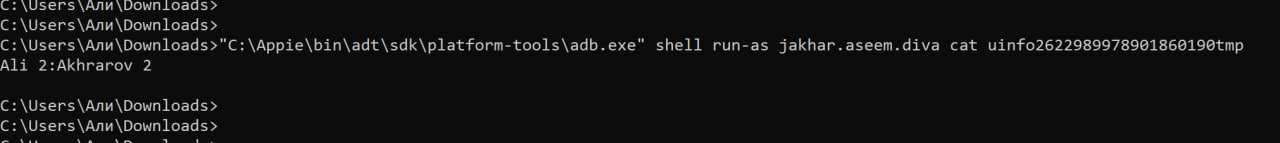 C:\Users\Али\Downloads>
C:\Users\Али\Downloads>
C:\Users\Али\Downloads>"C:\Appie\bin\adt\sdk\platform-tools\adb.exe" shell run-as jakhar.aseem.diva cat uinfo2622989978901860190tmp
Ali 2:Akhrarov 2
C:\Users\Али\Downloads>
C:\Users\Али\Downloads>
C:\Users\Али\Downloads>